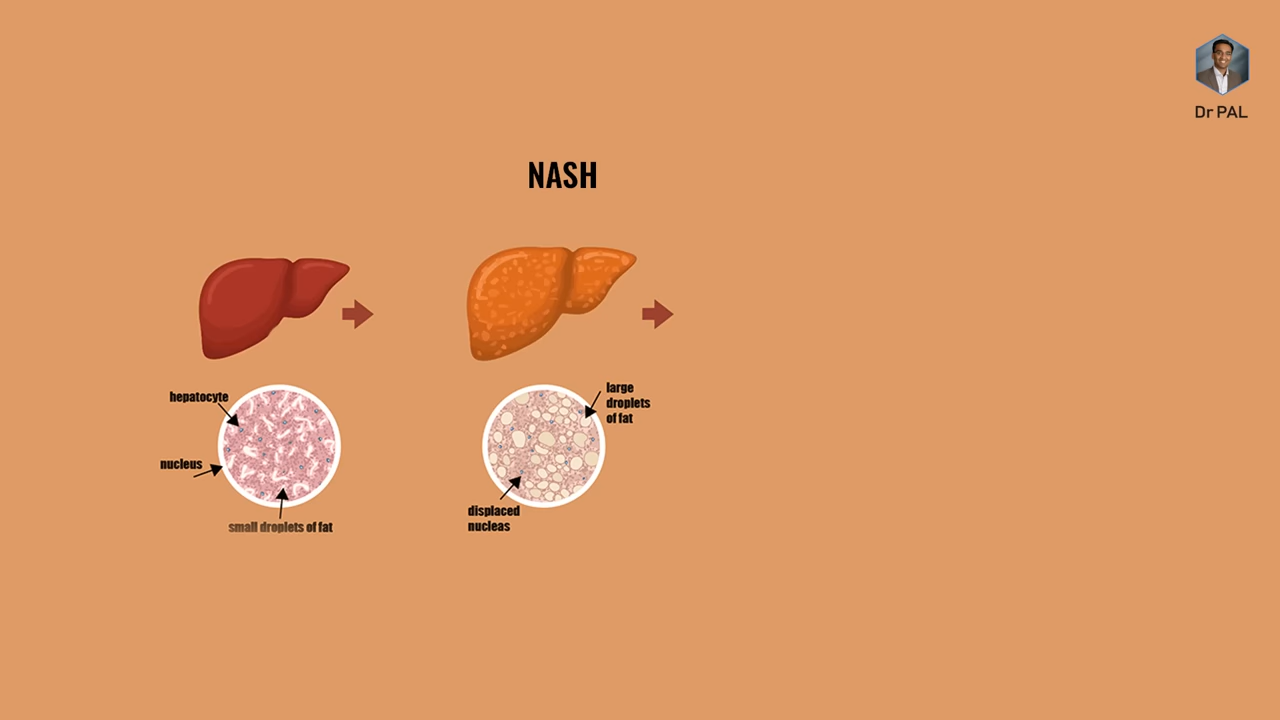 Dr PAL
NASH
hepatocyte
nucleus
small droplets of fat
large
droplets
of fat
displaced
nucleas